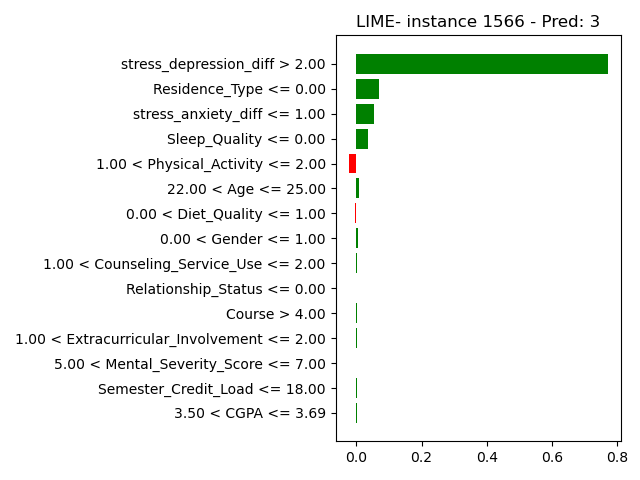 LIME- instance 1566 - Pred: 3
stress_depression_diff > 2.00
Residence_Type <= 0.00
stress_anxiety_diff <= 1.00
Sleep_Quality <= 0.00
1.00 < Physical_Activity <= 2.00
22.00 < Age <= 25.00
0.00 < Diet_Quality <= 1.00
0.00 < Gender <= 1.00
1.00 < Counseling_Service_Use <= 2.00
Relationship_Status <= 0.00
Course > 4.00
1.00 < Extracurricular_Involvement <= 2.00
5.00 < Mental_Severity_Score <= 7.00
Semester_Credit_Load <= 18.00
3.50 < CGPA <= 3.69
0.0 0.2 0.4 0.6 0.8